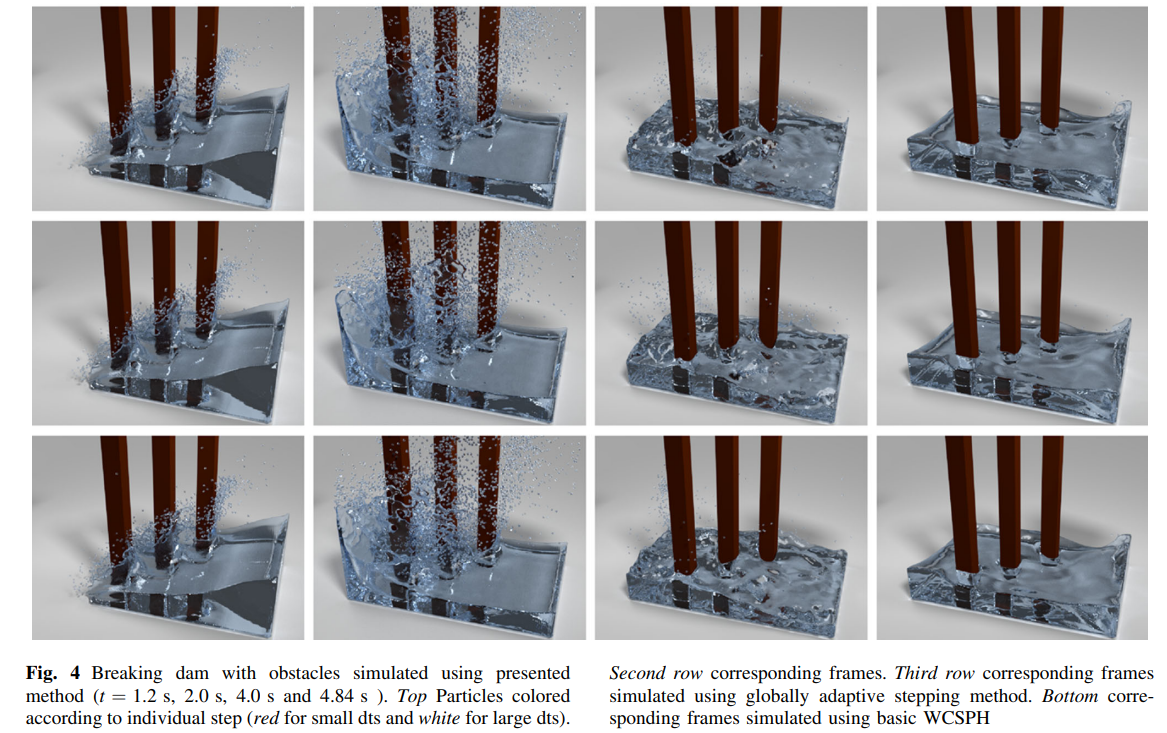 Fig. 4 Breaking dam with obstacles simulated using presented
method (t = 1.2 s, 2.0 s, 4.0 s and 4.84 s ). Top Particles colored
according to individual step (red for small dts and white for large dts).
Second row corresponding frames. Third row corresponding frames
simulated using globally adaptive stepping method. Bottom corre-
sponding frames simulated using basic WCSPH